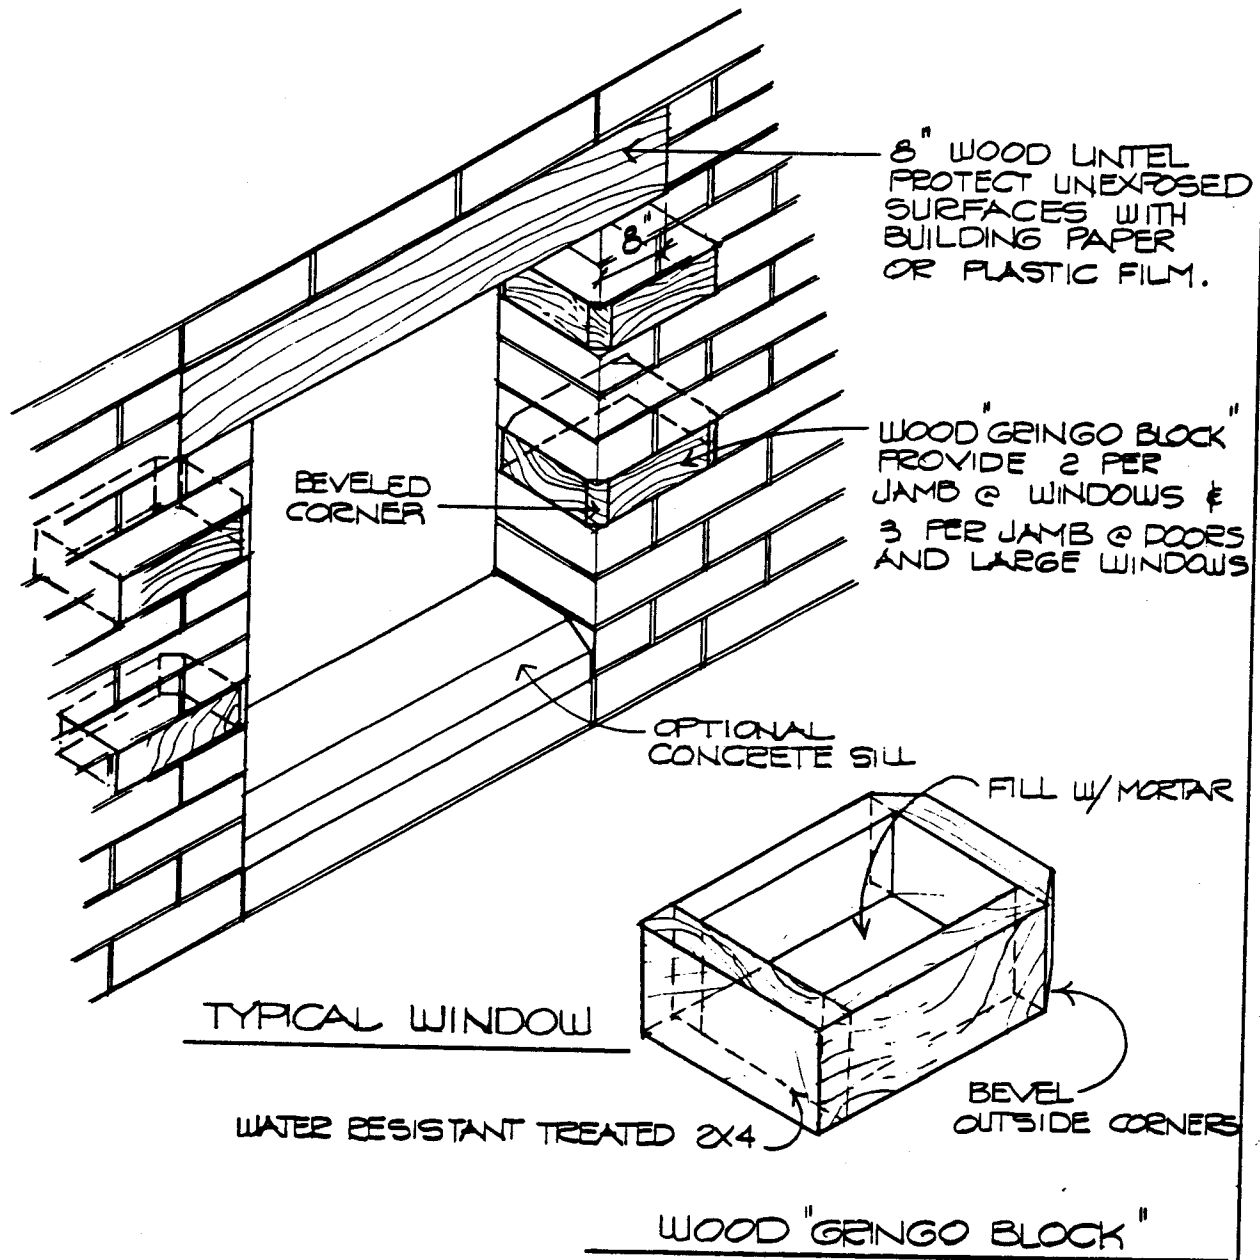 8" WOOD LINTEL
PROTECT UNEXPOSED
SURFACES WITH
BUILDING PAPER
OR PLASTIC FILM.
8"
WOOD "GRINGO BLOCK"
PROVIDE 2 PER
JAMB @ WINDOWS &
3 PER JAMB @ DOORS
AND LARGE WINDOWS
BEVELED
CORNER
OPTIONAL
CONCRETE SILL
FILL W/ MORTAR
TYPICAL WINDOW
BEVEL
OUTSIDE CORNERS
WATER RESISTANT TREATED 2X4
WOOD "GRINGO BLOCK"